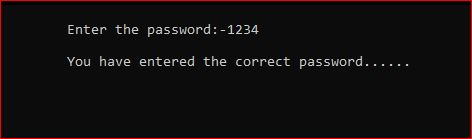 Enter the password:-1234
You have entered the correct password......